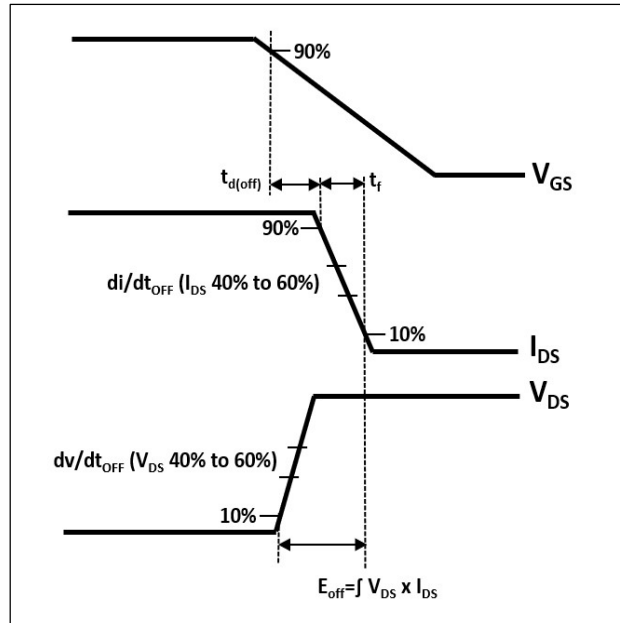 90%
V_GS
t_d(off) t_f
90%
di/dt_OFF (I_DS 40% to 60%)
10%
I_DS
V_DS
dv/dt_OFF (V_DS 40% to 60%)
10%
E_off=∫ V_DS x I_DS